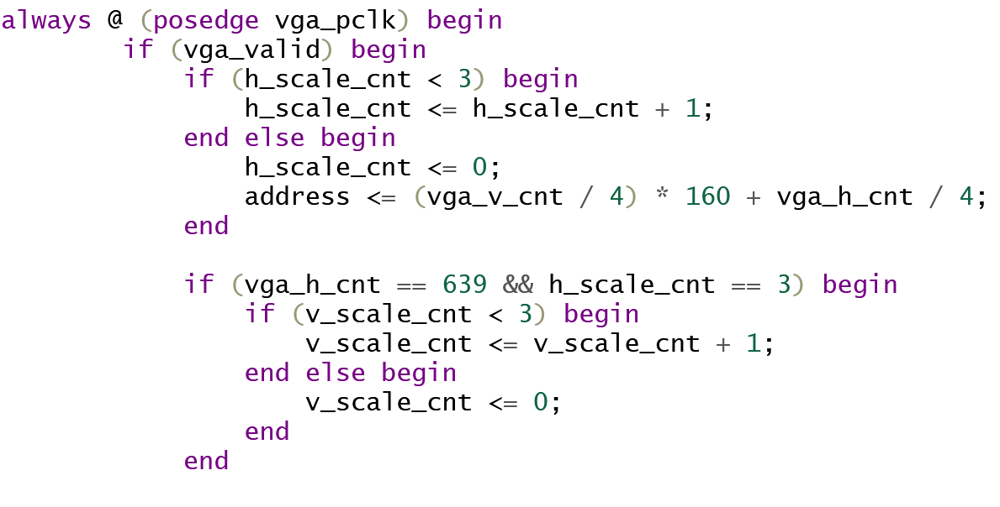 always @ (posedge vga_pclk) begin
        if (vga_valid) begin
            if (h_scale_cnt < 3) begin
                h_scale_cnt <= h_scale_cnt + 1;
            end else begin
                h_scale_cnt <= 0;
                address <= (vga_v_cnt / 4) * 160 + vga_h_cnt / 4;
            end

            if (vga_h_cnt == 639 && h_scale_cnt == 3) begin
                if (v_scale_cnt < 3) begin
                    v_scale_cnt <= v_scale_cnt + 1;
                end else begin
                    v_scale_cnt <= 0;
                end
            end